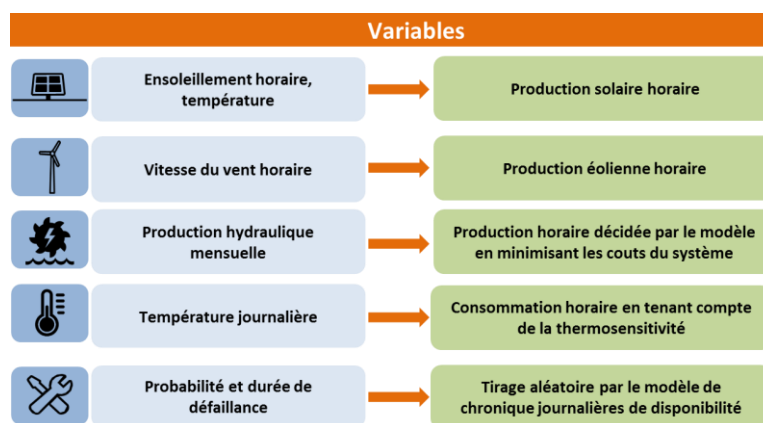 Variables
Ensoleillement horaire,
température
Production solaire horaire
Vitesse du vent horaire
Production éolienne horaire
Production hydraulique
mensuelle
Production horaire décidée par le modèle
en minimisant les couts du système
Température journalière
Consommation horaire en tenant compte
de la thermosensitivité
Probabilité et durée de
défaillance
Tirage aléatoire par le modèle de
chronique journalières de disponibilité